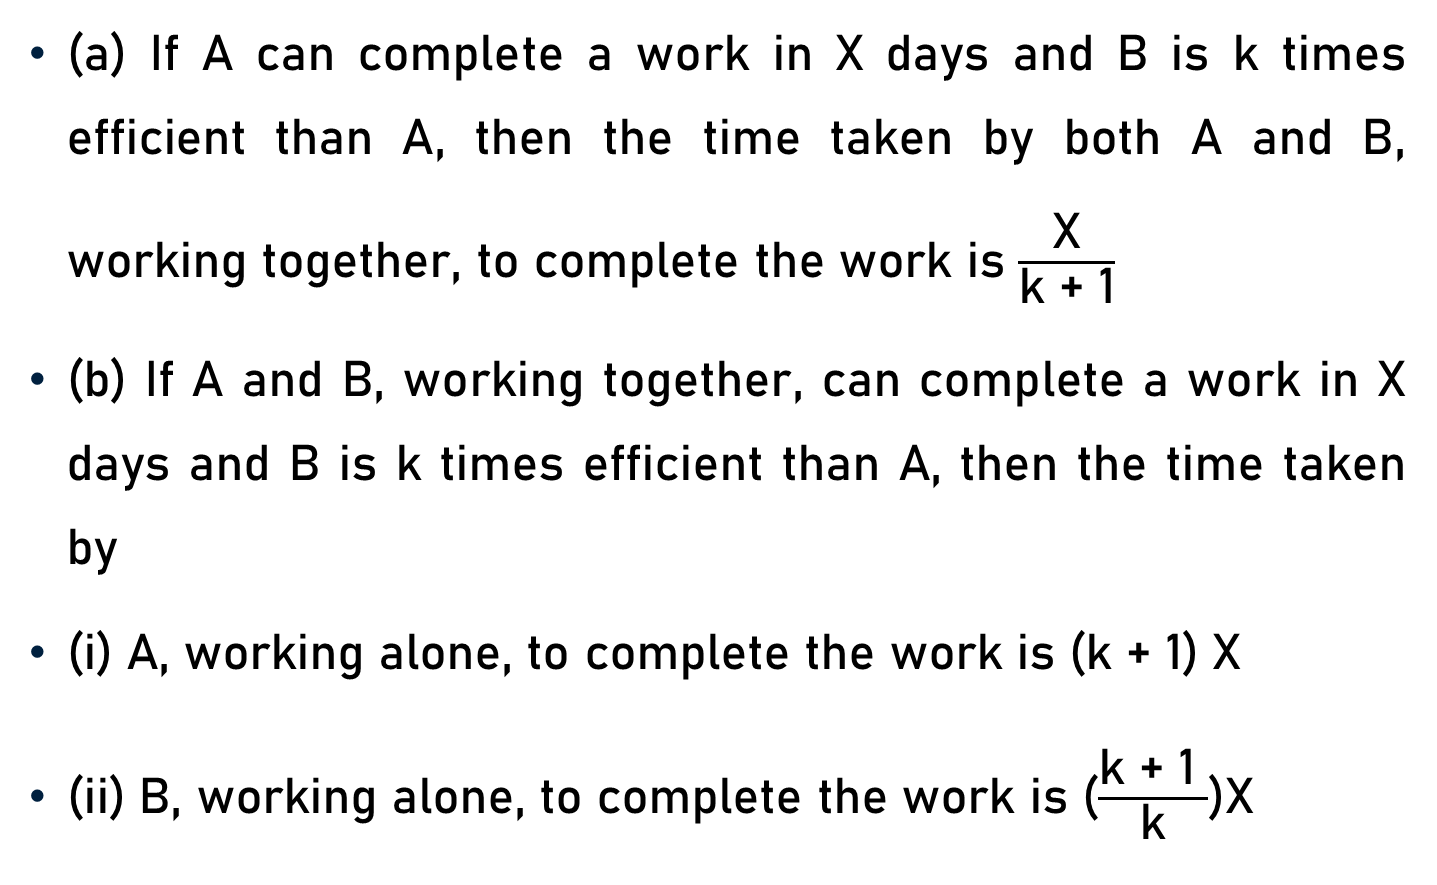 • (a) If A can complete a work in X days and B is k times
efficient than A, then the time taken by both A and B,
working together, to complete the work is X/(k + 1)
• (b) If A and B, working together, can complete a work in X
days and B is k times efficient than A, then the time taken
by
• (i) A, working alone, to complete the work is (k + 1) X
• (ii) B, working alone, to complete the work is ((k + 1)/k)X